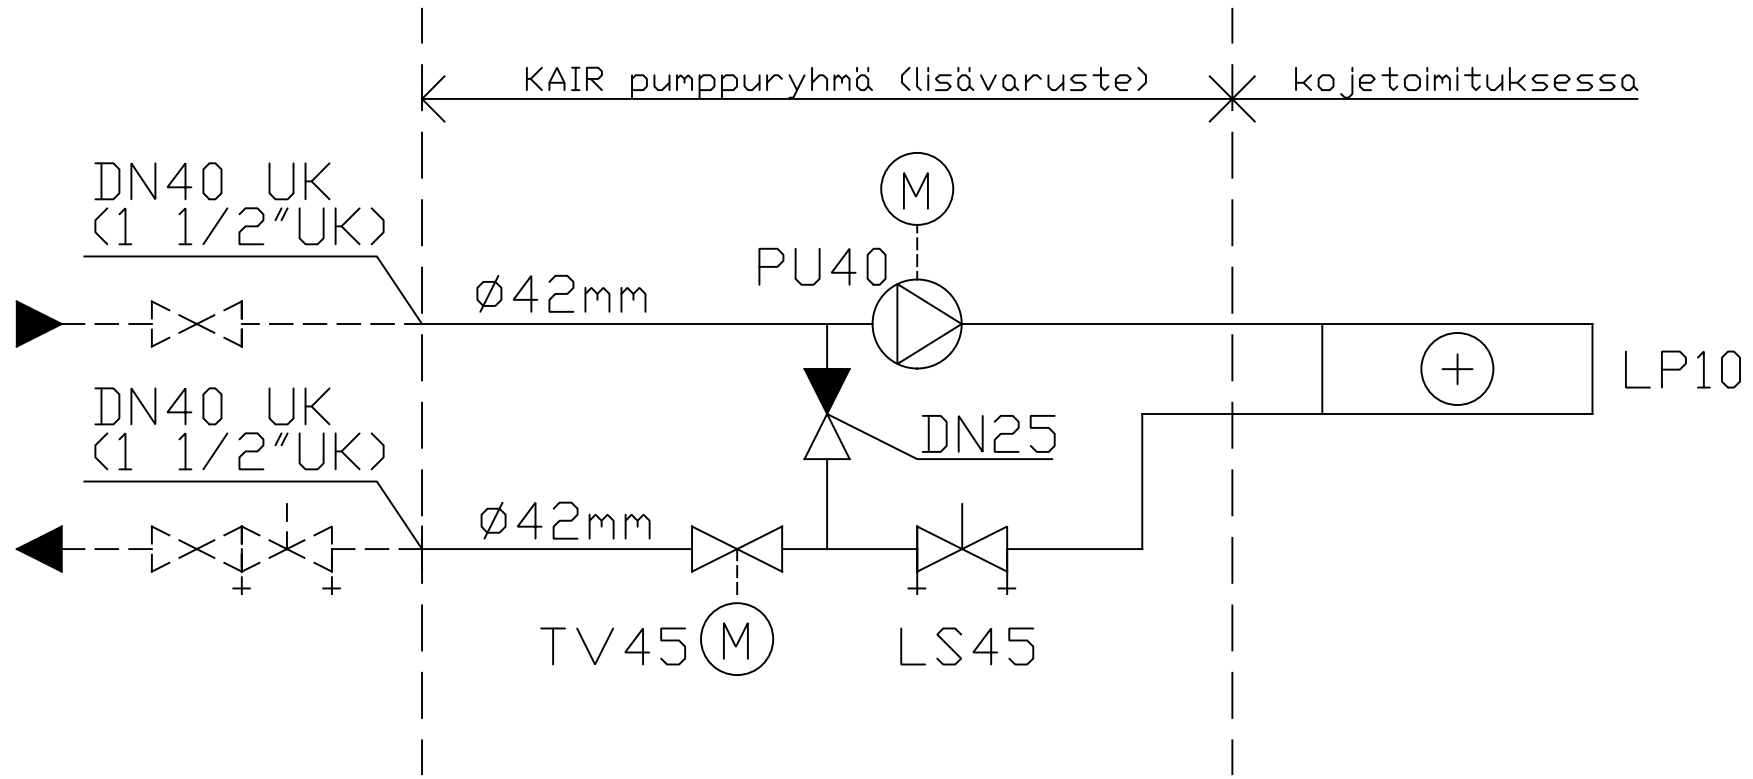 KAIR pumppuryhmä (lisävaruste)
kojetoimituksessa
DN40 UK
(1 1/2"UK)
M
PU40
Ø42mm
LP10
DN40 UK
(1 1/2"UK)
DN25
Ø42mm
TV45
M
LS45